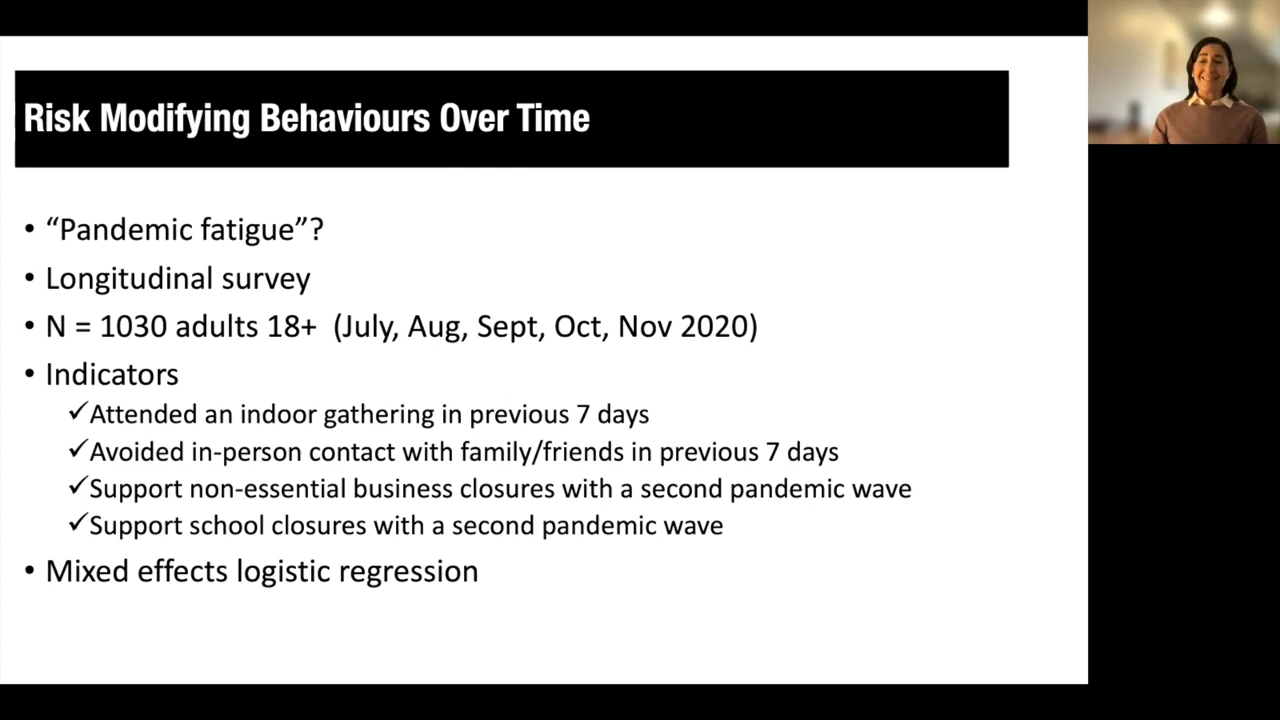 Risk Modifying Behaviours Over Time
• “Pandemic fatigue”?
• Longitudinal survey
• N = 1030 adults 18+ (July, Aug, Sept, Oct, Nov 2020)
• Indicators
✓Attended an indoor gathering in previous 7 days
✓Avoided in-person contact with family/friends in previous 7 days
✓Support non-essential business closures with a second pandemic wave
✓Support school closures with a second pandemic wave
• Mixed effects logistic regression